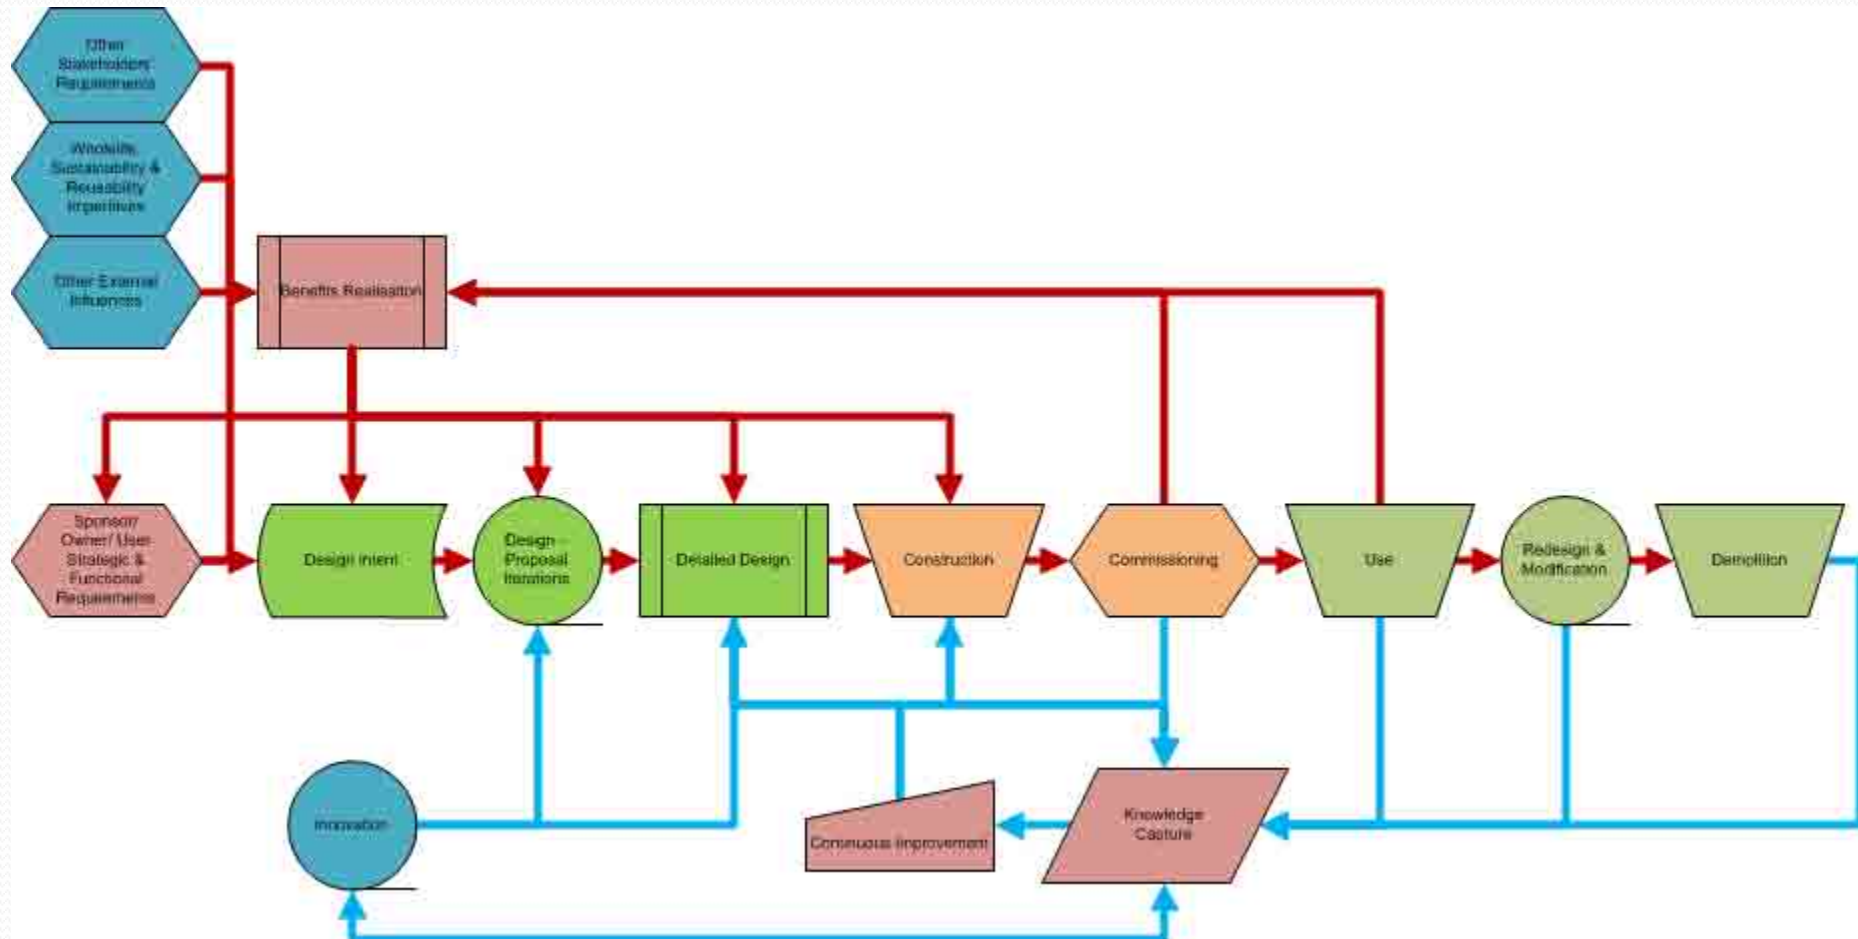 Other
Stakeholders
Requirements
Wholelife,
Sustainability &
Reusability
Imperitives
Other External
Influences
Benefits Realisation
Sponsor/
Owner/ User
Strategic &
Functional
Requirements
Design Intent
Design –
Proposal
Iterations
Detailed Design
Construction
Commissioning
Use
Redesign &
Modification
Demolition
Innovation
Continuous Improvement
Knowledge
Capture